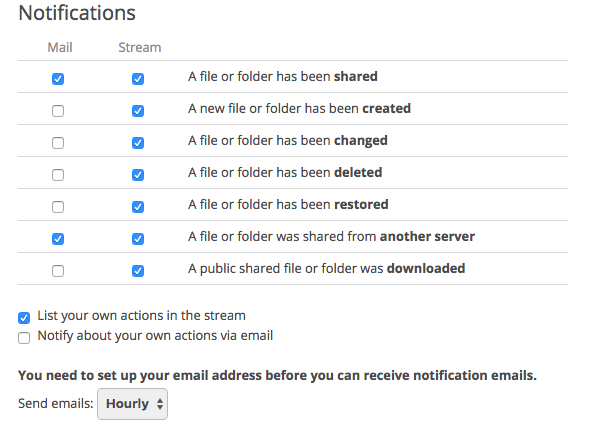 Notifications
Mail Stream
A file or folder has been shared
A new file or folder has been created
A file or folder has been changed
A file or folder has been deleted
A file or folder has been restored
A file or folder was shared from another server
A public shared file or folder was downloaded
List your own actions in the stream
Notify about your own actions via email
You need to set up your email address before you can receive notification emails.
Send emails: Hourly